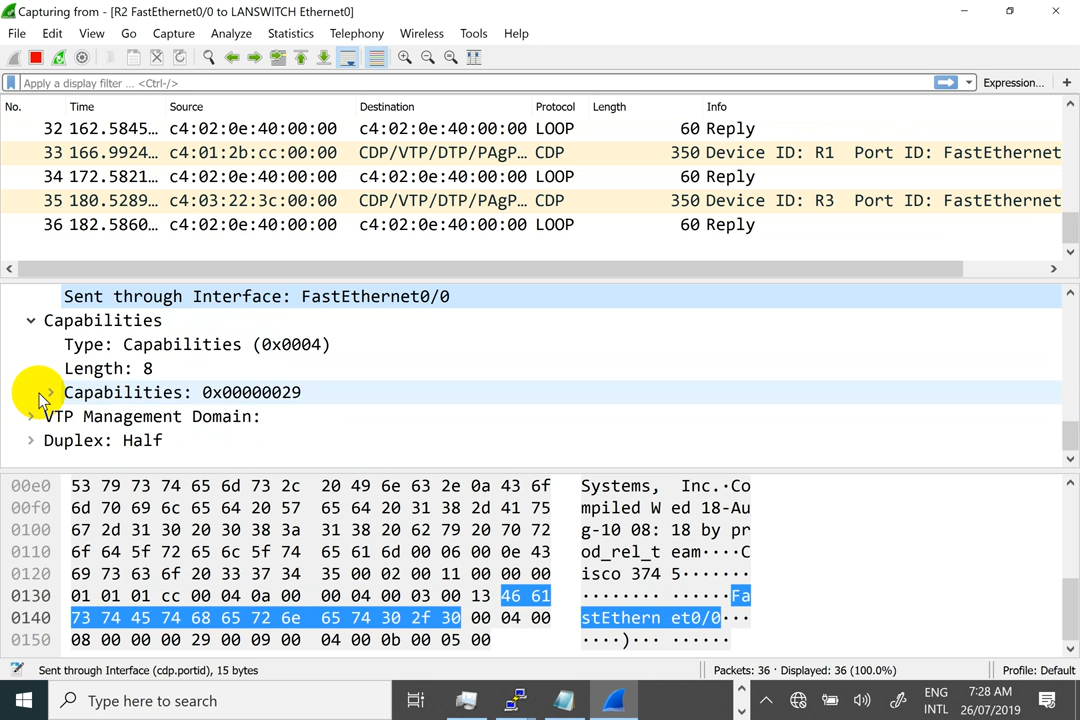 Capturing from - [R2 FastEthernet0/0 to LANSWITCH Ethernet0]
File Edit View Go Capture Analyze Statistics Telephony Wireless Tools Help
Apply a display filter ... <Ctrl-/> Expression... +
No. Time Source Destination Protocol Length Info
32 162.5845… c4:02:0e:40:00:00 c4:02:0e:40:00:00 LOOP 60 Reply
33 166.9924… c4:01:2b:cc:00:00 CDP/VTP/DTP/PAgP… CDP 350 Device ID: R1 Port ID: FastEthernet
34 172.5821… c4:02:0e:40:00:00 c4:02:0e:40:00:00 LOOP 60 Reply
35 180.5289… c4:03:22:3c:00:00 CDP/VTP/DTP/PAgP… CDP 350 Device ID: R3 Port ID: FastEthernet
36 182.5860… c4:02:0e:40:00:00 c4:02:0e:40:00:00 LOOP 60 Reply
Sent through Interface: FastEthernet0/0
Capabilities
Type: Capabilities (0x0004)
Length: 8
Capabilities: 0x00000029
VTP Management Domain:
Duplex: Half
00e0 53 79 73 74 65 6d 73 2c 20 49 6e 63 2e 0a 43 6f Systems, Inc.·Co
00f0 6d 70 69 6c 65 64 20 57 65 64 20 31 38 2d 41 75 mpiled W ed 18-Au
0100 67 2d 31 30 20 30 38 3a 31 38 20 62 79 20 70 72 g-10 08: 18 by pr
0110 6f 64 5f 72 65 6c 5f 74 65 61 6d 00 06 00 0e 43 od_rel_t eam····C
0120 69 73 63 6f 20 33 37 34 35 00 02 00 11 00 00 00 isco 374 5·······
0130 01 01 01 cc 00 04 0a 00 00 04 00 03 00 13 46 61 ········ ······Fa
0140 73 74 45 74 68 65 72 6e 65 74 30 2f 30 00 04 00 stEthern et0/0···
0150 08 00 00 00 29 00 09 00 04 00 0b 00 05 00 ····)··· ······
Sent through Interface (cdp.portid), 15 bytes Packets: 36 · Displayed: 36 (100.0%) Profile: Default
Type here to search ENG INTL 7:28 AM 26/07/2019